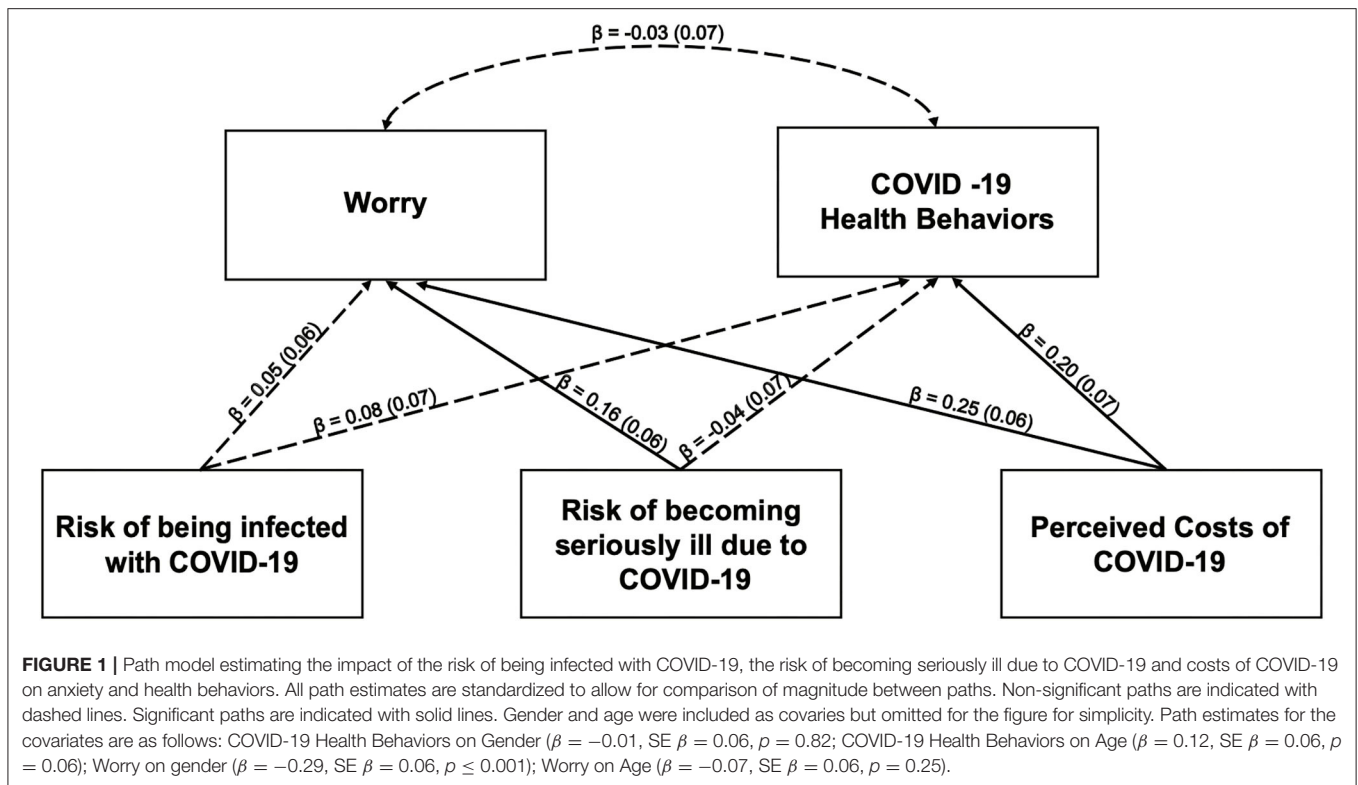 β = -0.03 (0.07)
Worry
COVID -19
Health Behaviors
β = 0.05 (0.06)
β = 0.08 (0.07)
β = 0.16 (0.06)
β = -0.04 (0.07)
β = 0.25 (0.06)
β = 0.20 (0.07)
Risk of being infected
with COVID-19
Risk of becoming
seriously ill due to
COVID-19
Perceived Costs of
COVID-19
FIGURE 1 | Path model estimating the impact of the risk of being infected with COVID-19, the risk of becoming seriously ill due to COVID-19 and costs of COVID-19
on anxiety and health behaviors. All path estimates are standardized to allow for comparison of magnitude between paths. Non-significant paths are indicated with
dashed lines. Significant paths are indicated with solid lines. Gender and age were included as covaries but omitted for the figure for simplicity. Path estimates for the
covariates are as follows: COVID-19 Health Behaviors on Gender (β = −0.01, SE β = 0.06, p = 0.82; COVID-19 Health Behaviors on Age (β = 0.12, SE β = 0.06, p
= 0.06); Worry on gender (β = −0.29, SE β = 0.06, p ≤ 0.001); Worry on Age (β = −0.07, SE β = 0.06, p = 0.25).